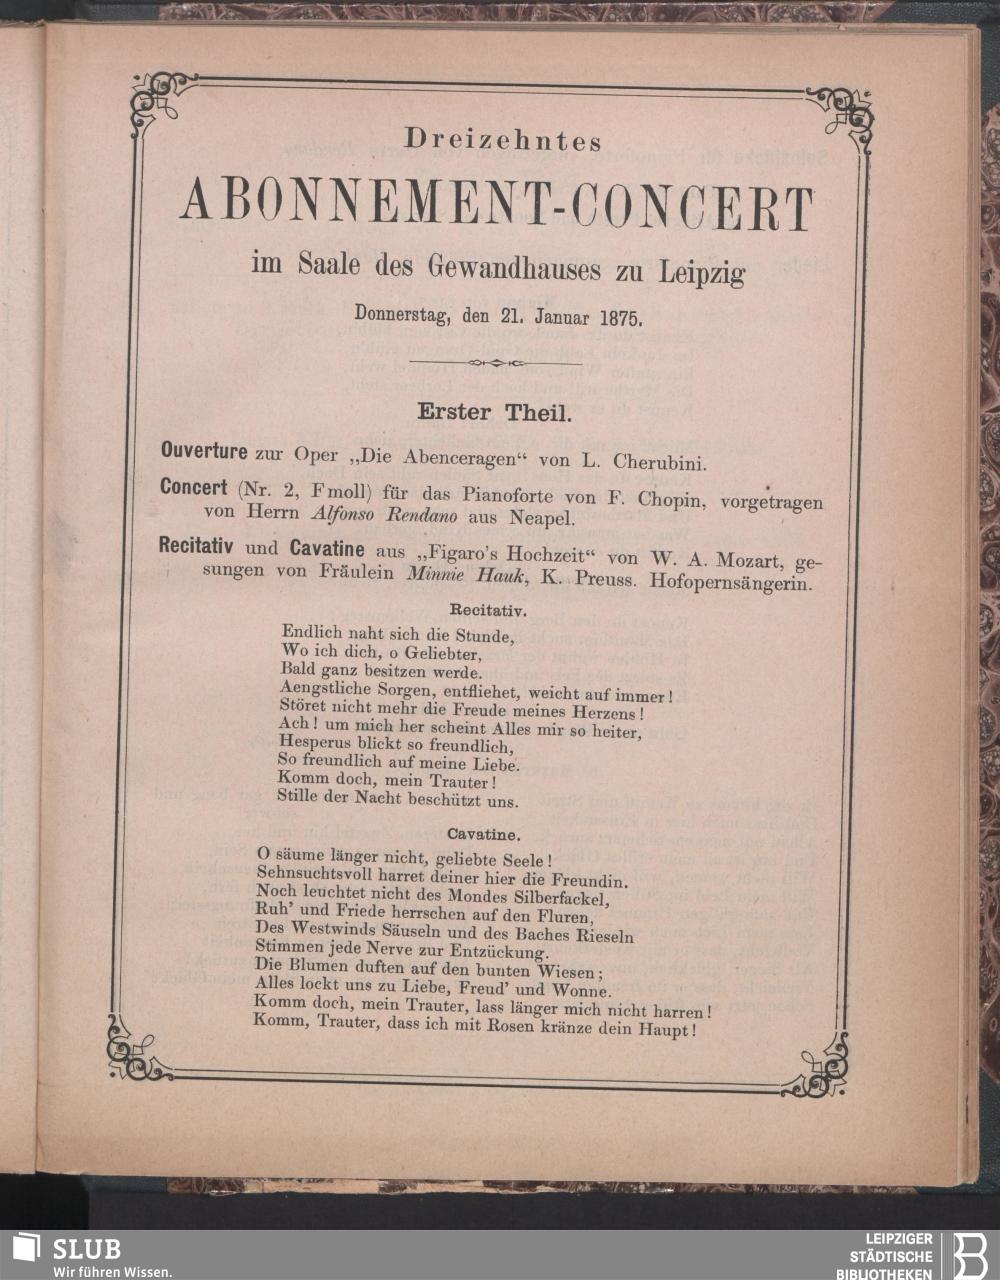 Dreizehntes
ABONNEMENT-CONCERT
im Saale des Gewandhauses zu Leipzig
Donnerstag, den 21. Januar 1875.
Erster Theil.
Ouverture zur Oper „Die Abenceragen“ von L. Cherubini.
Concert (Nr. 2, F moll) für das Pianoforte von F. Chopin, vorgetragen
von Herrn Alfonso Rendano aus Neapel.
Recitativ und Cavatine aus „Figaro's Hochzeit“ von W. A. Mozart, ge-
sungen von Fräulein Minnie Hauk, K. Preuss. Hofopernsängerin.
Recitativ.
Endlich naht sich die Stunde,
Wo ich dich, o Geliebter,
Bald ganz besitzen werde.
Aengstliche Sorgen, entfliehet, weicht auf immer!
Störet nicht mehr die Freude meines Herzens!
Ach! um mich her scheint Alles mir so heiter,
Hesperus blickt so freundlich,
So freundlich auf meine Liebe.
Komm doch, mein Trauter!
Stille der Nacht beschützt uns.
Cavatine.
O säume länger nicht, geliebte Seele!
Sehnsuchtsvoll harret deiner hier die Freundin.
Noch leuchtet nicht des Mondes Silberfackel,
Ruh' und Friede herrschen auf den Fluren,
Des Westwinds Säuseln und des Baches Rieseln
Stimmen jede Nerve zur Entzückung.
Die Blumen duften auf den bunten Wiesen;
Alles lockt uns zu Liebe, Freud' und Wonne.
Komm doch, mein Trauter, lass länger mich nicht harren!
Komm, Trauter, dass ich mit Rosen kränze dein Haupt!
SLUB
Wir führen Wissen.
LEIPZIGER
STÄDTISCHE
BIBLIOTHEKEN